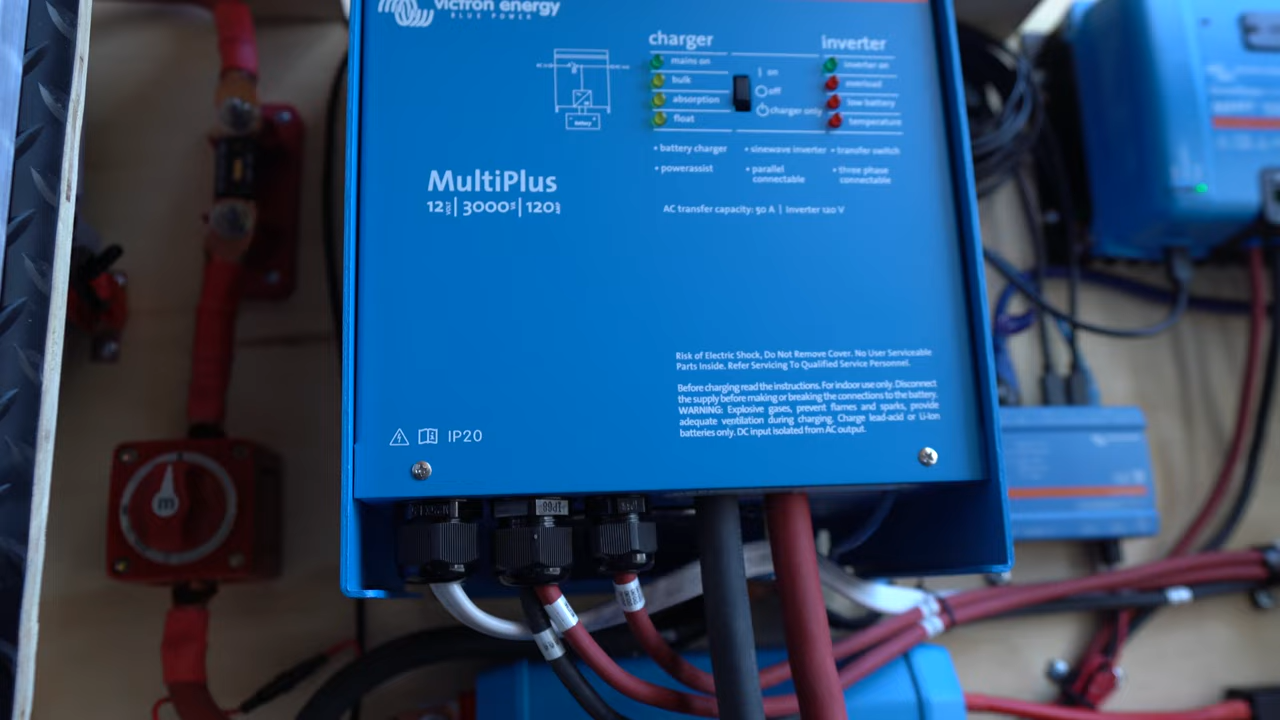 victron energy
BLUE POWER
charger
mains on
bulk
absorption
float
on
off
charger only
inverter
inverter on
overload
low battery
temperature
battery
• battery charger
• sinewave inverter
• transfer switch
• powerassist
• parallel connectable
• three phase connectable
MultiPlus
12 VOLT | 3000 | 120
AC transfer capacity: 50 A | Inverter 120 V
Risk of Electric Shock, Do Not Remove Cover. No User Serviceable
Parts Inside. Refer Servicing To Qualified Service Personnel.
Before charging read the instructions. For indoor use only. Disconnect
the supply before making or breaking the connections to the battery.
WARNING: Explosive gases, prevent flames and sparks, provide
adequate ventilation during charging. Charge lead-acid or Li-Ion
batteries only. DC input isolated from AC output.
IP20
IP68
m